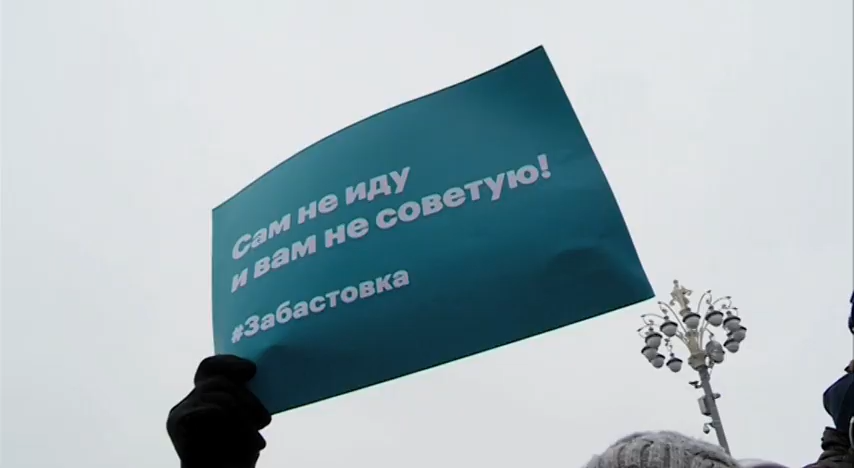 Сам не иду
и вам не советую!
#Забастовка